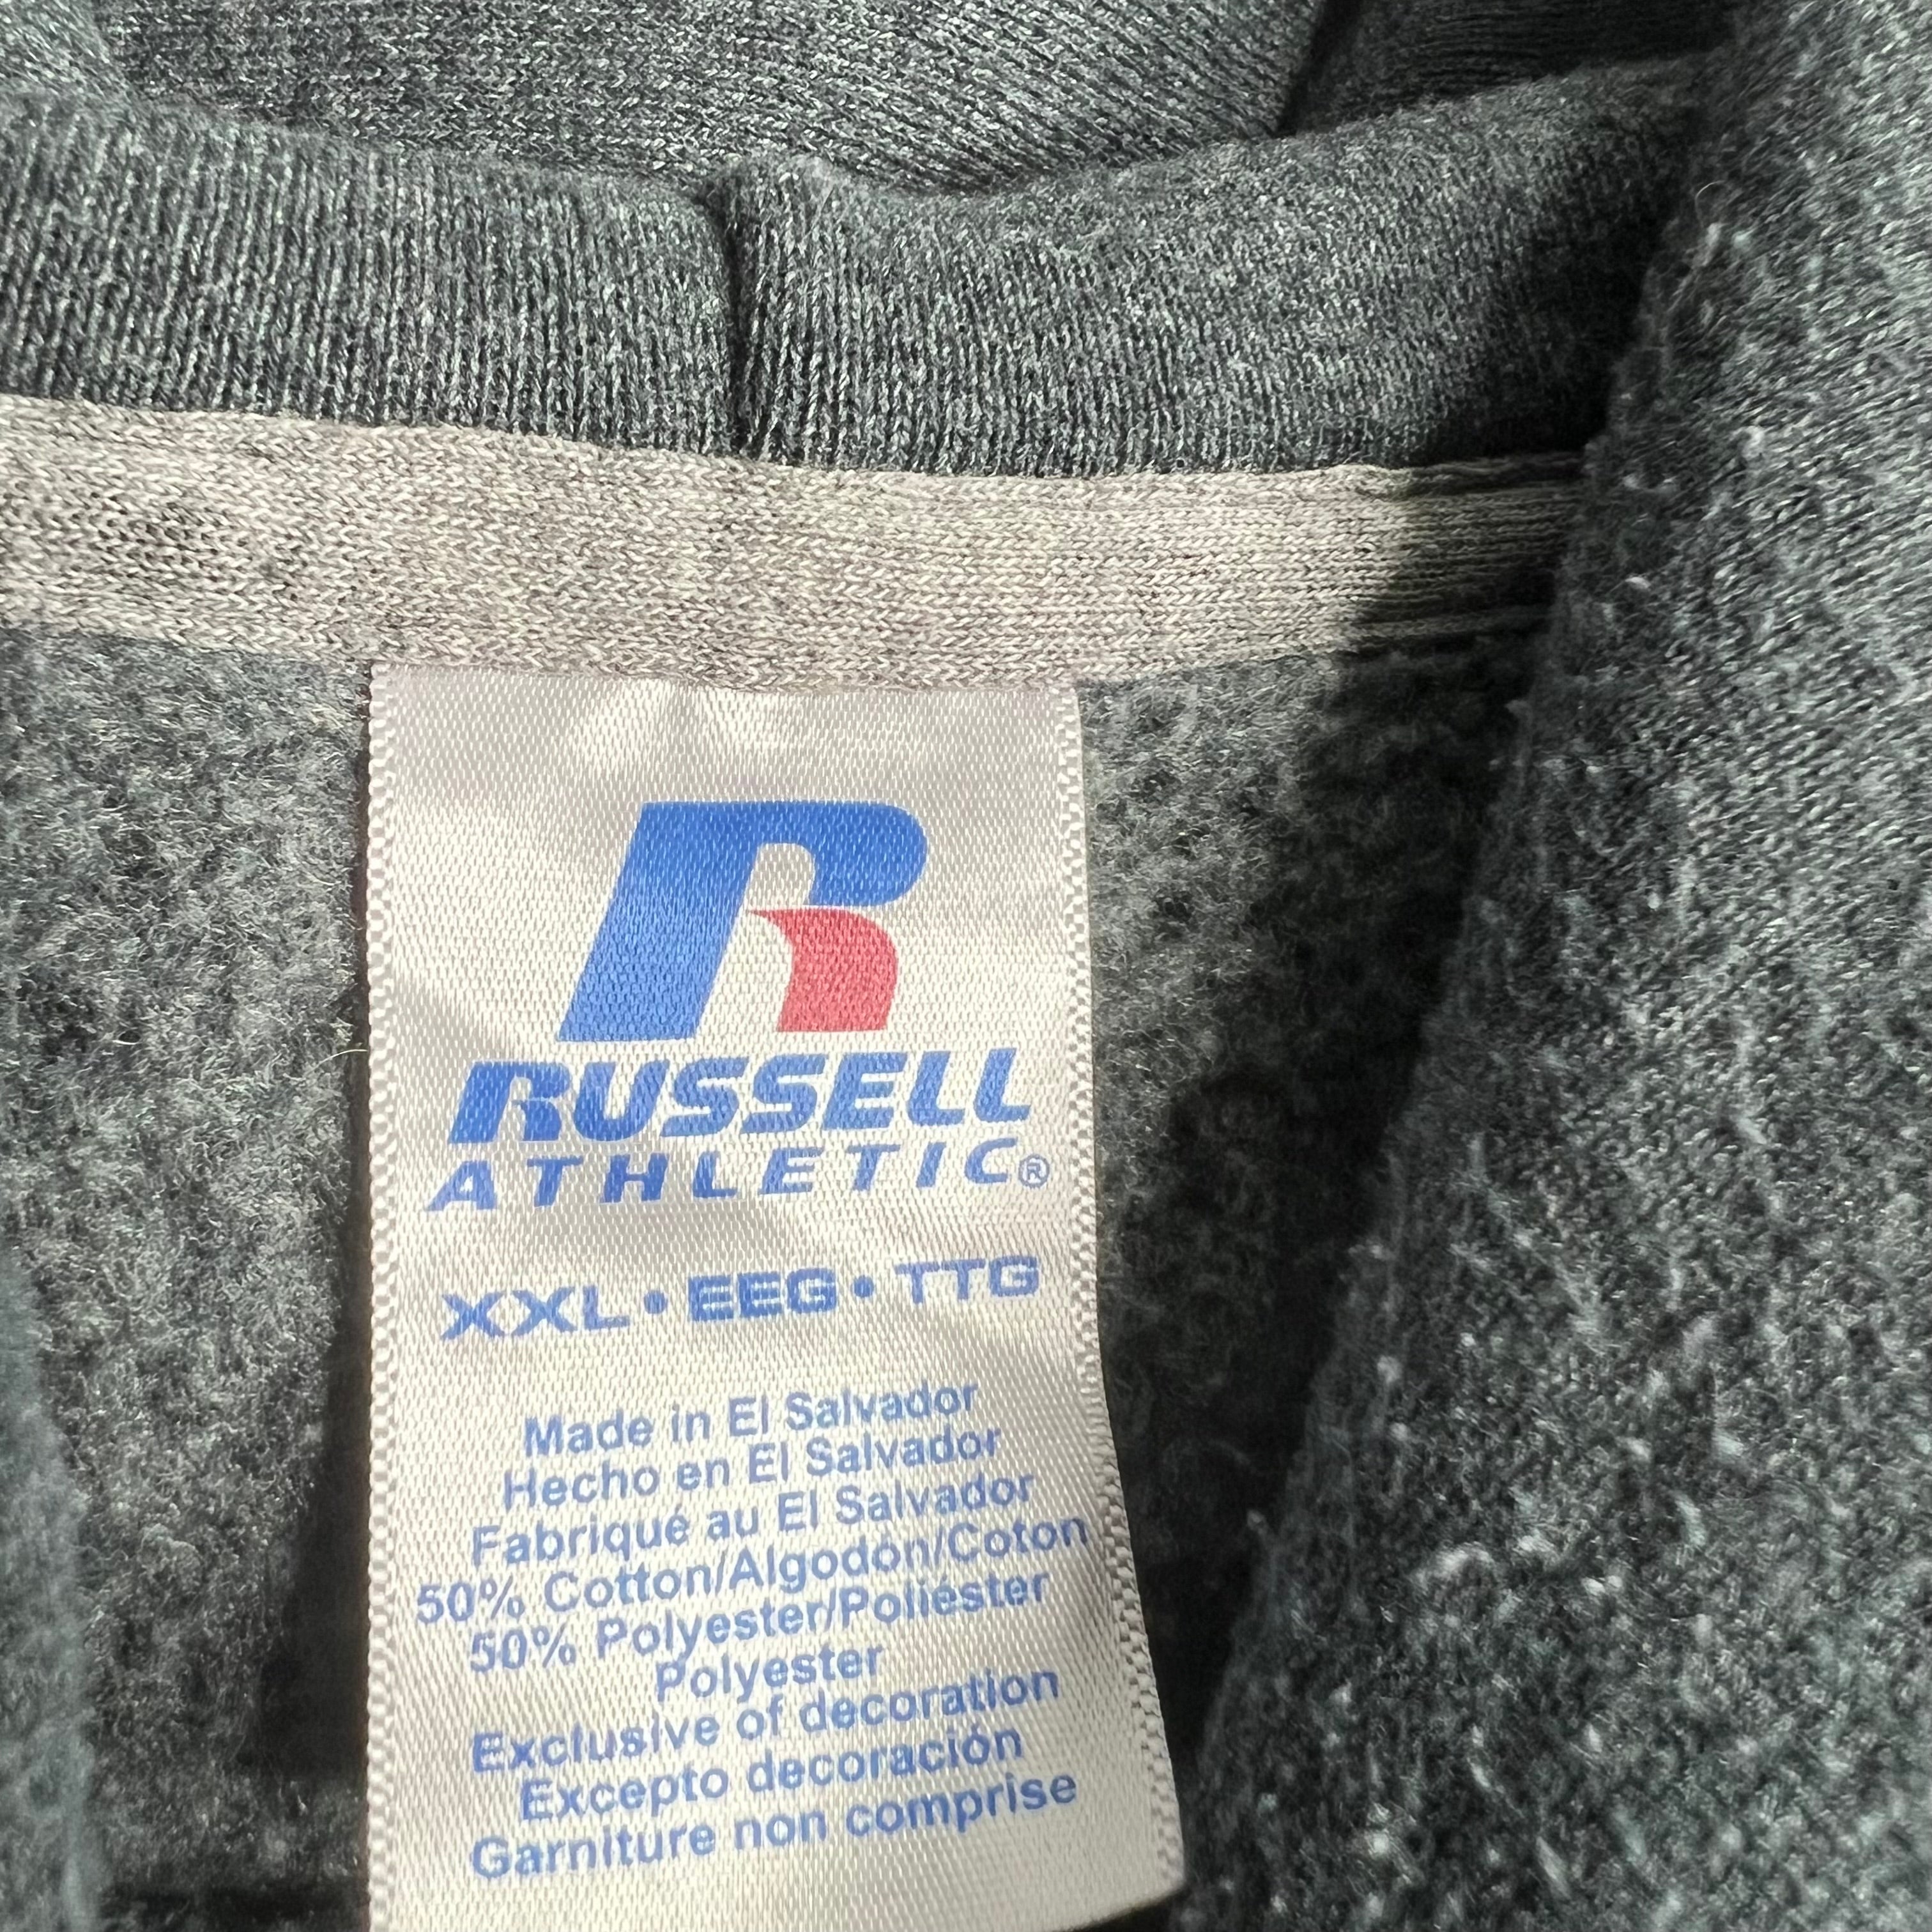 R
RUSSELL
ATHLETIC®
XXL • EEG • TTG
Made in El Salvador
Hecho en El Salvador
Fabriqué au El Salvador
50% Cotton/Algodón/Coton
50% Polyester/Poliéster
Polyester
Exclusive of decoration
Excepto decoración
Garniture non comprise